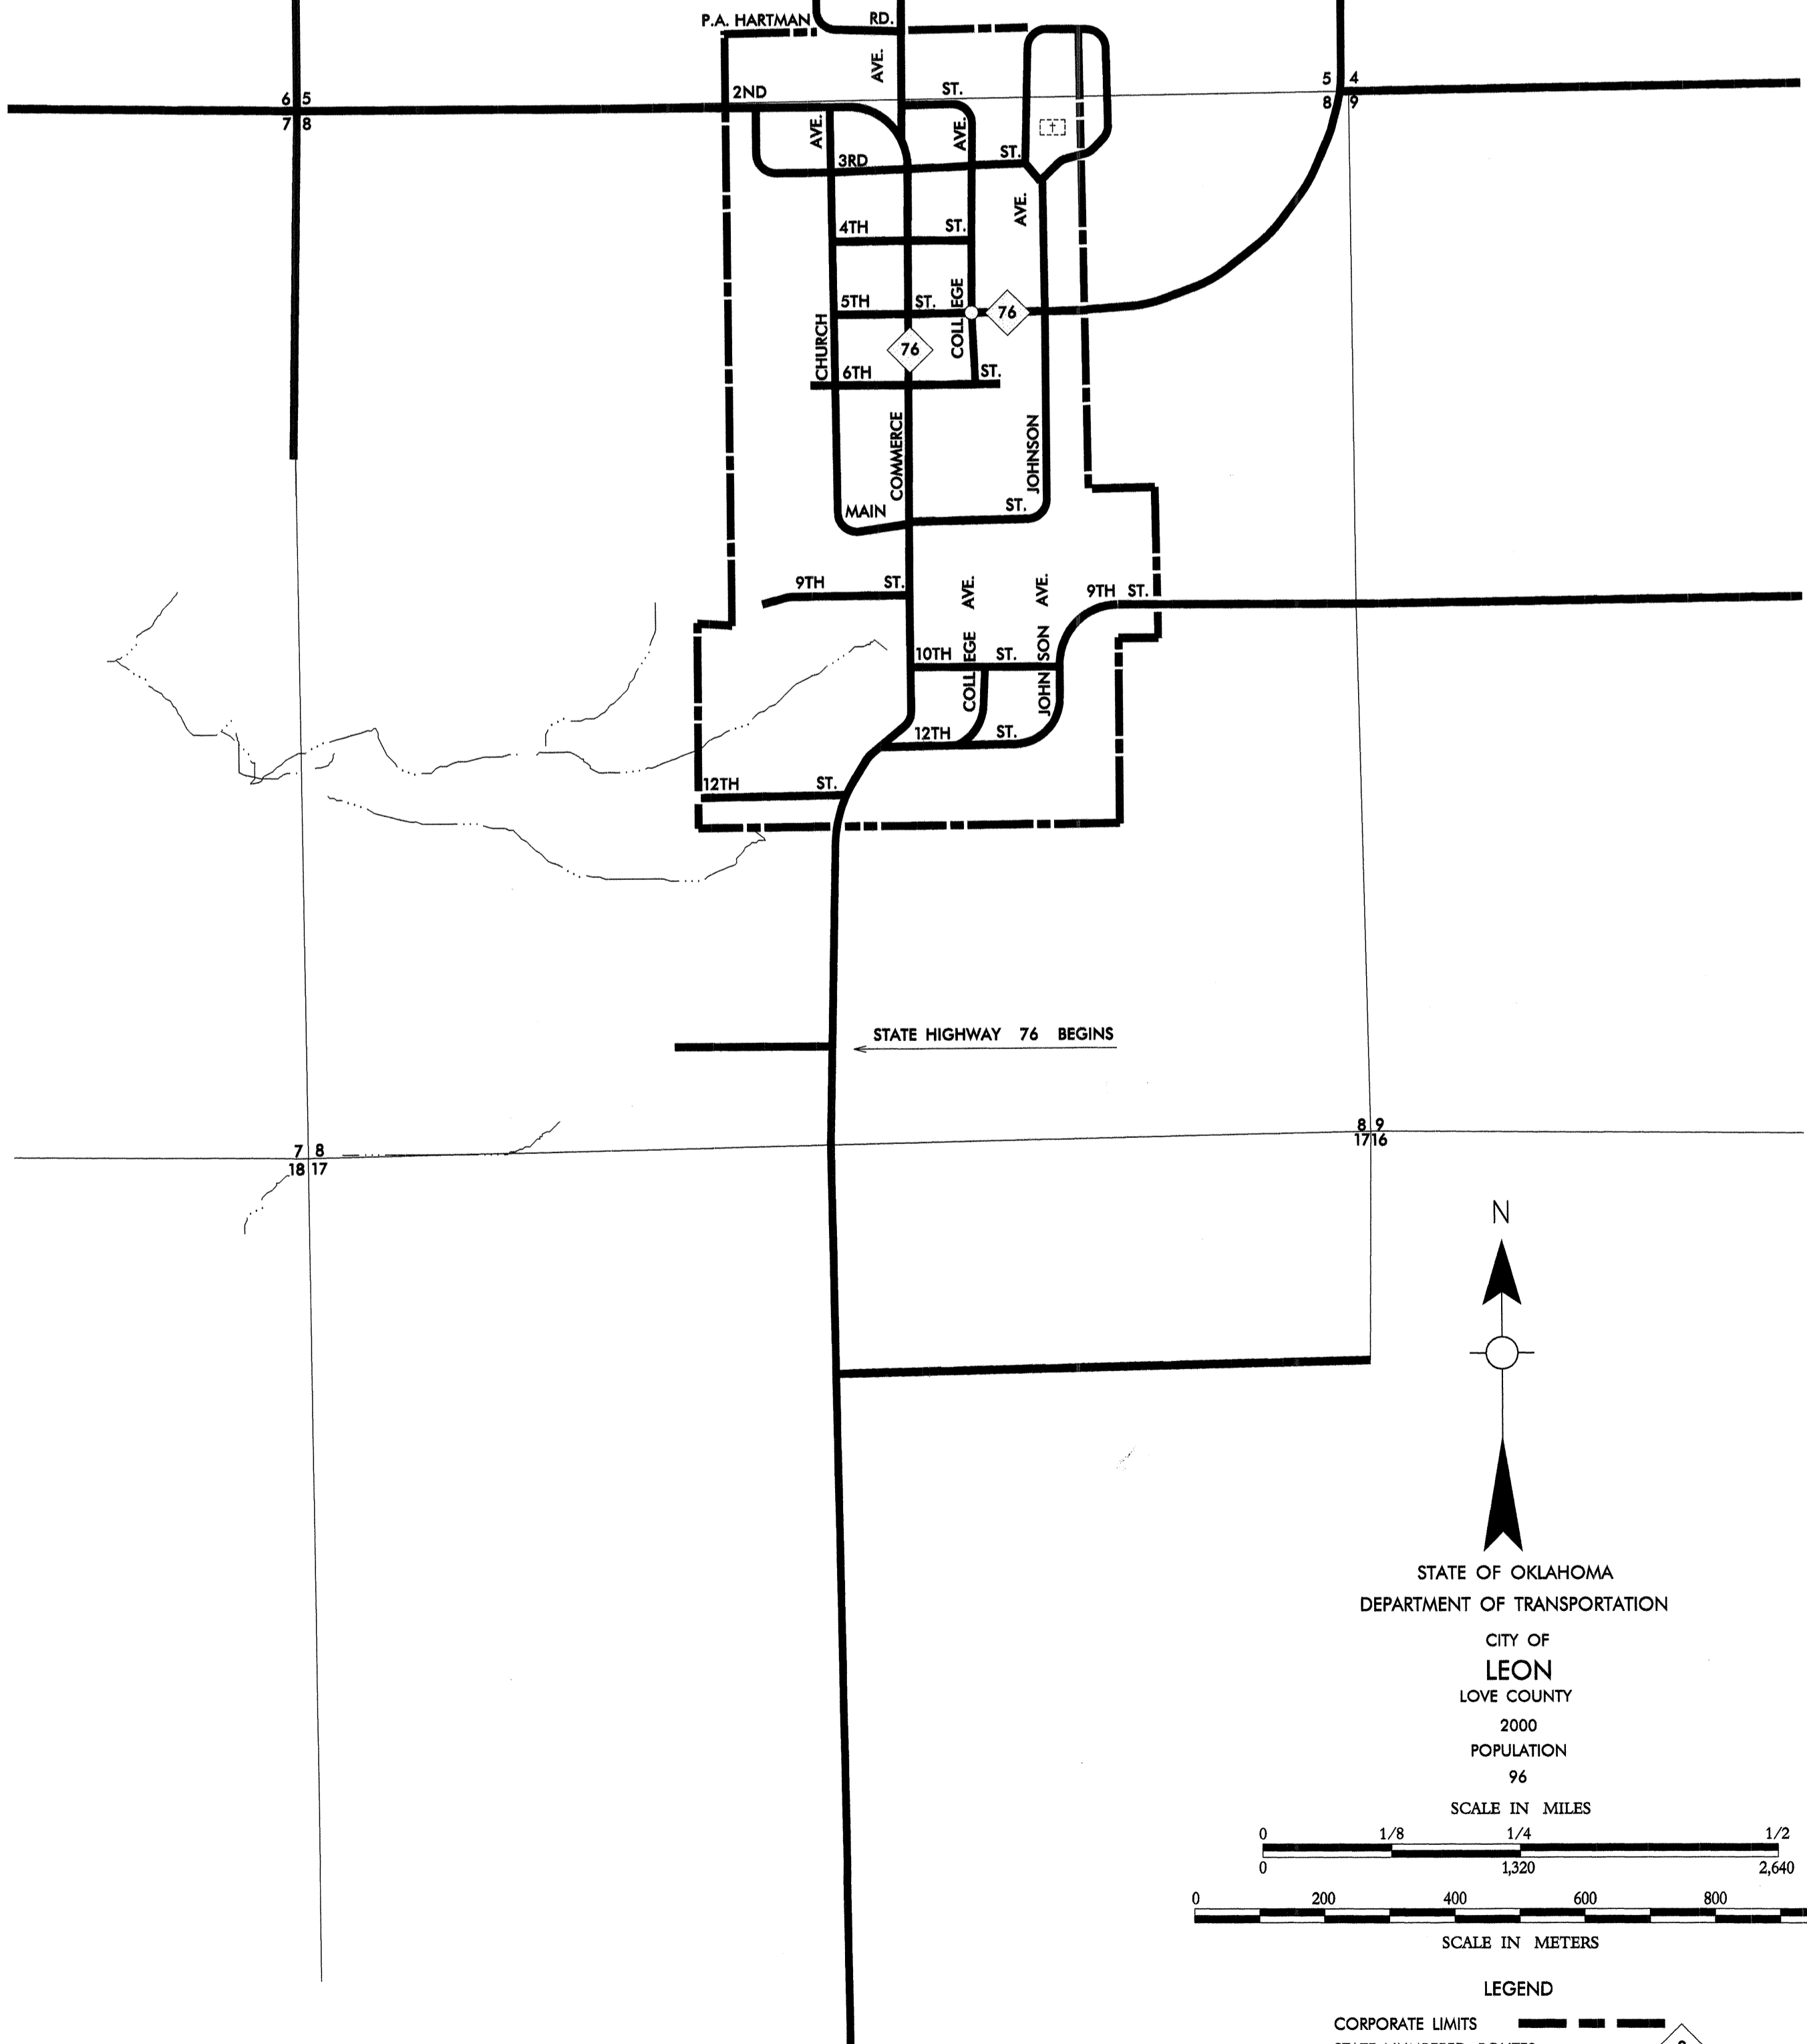 P.A. HARTMAN RD.
AVE.
5 4
8 9
6 5
7 8
2ND ST.
AVE.
AVE.
3RD ST.
AVE.
4TH ST.
5TH ST.
COLLEGE
76
CHURCH
76
6TH ST.
COMMERCE
JOHNSON
MAIN ST.
9TH ST.
AVE.
AVE.
9TH ST.
10TH ST.
COLLEGE
JOHNSON
12TH ST.
12TH ST.
STATE HIGHWAY 76 BEGINS
8 9
17 16
7 8
18 17
N
STATE OF OKLAHOMA
DEPARTMENT OF TRANSPORTATION
CITY OF
LEON
LOVE COUNTY
2000
POPULATION
96
SCALE IN MILES
0 1/8 1/4 1/2
0 1,320 2,640
0 200 400 600 800
SCALE IN METERS
LEGEND
CORPORATE LIMITS